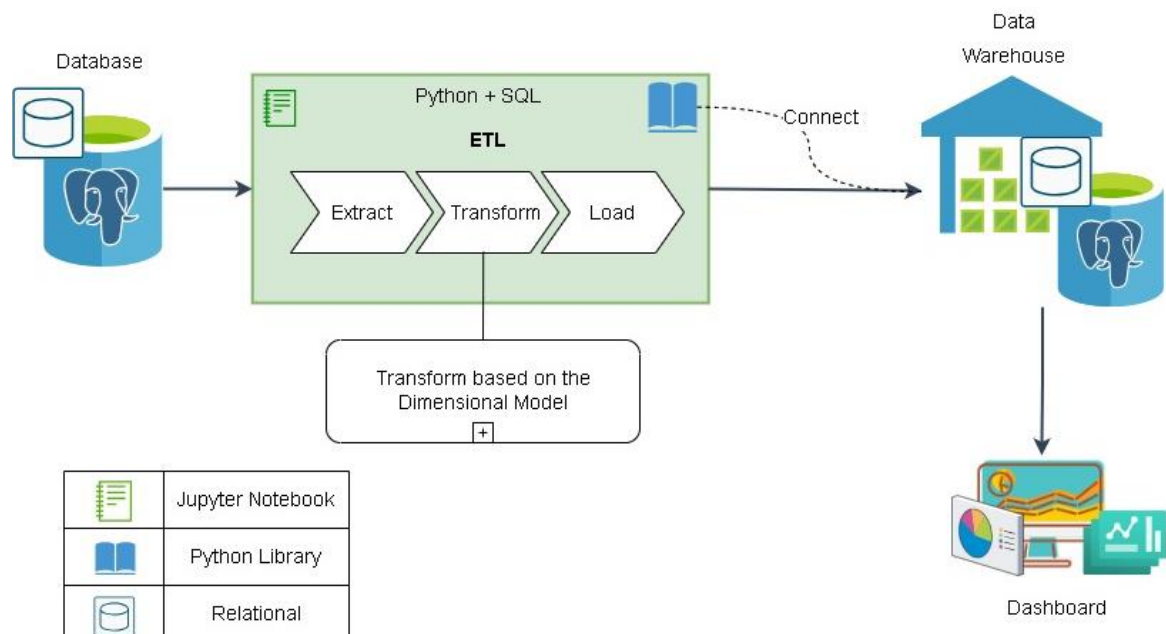 Data
Warehouse
Database
Python + SQL
ETL
Connect
Extract
Transform
Load
Transform based on the
Dimensional Model
+
Jupyter Notebook
Python Library
Relational
Dashboard